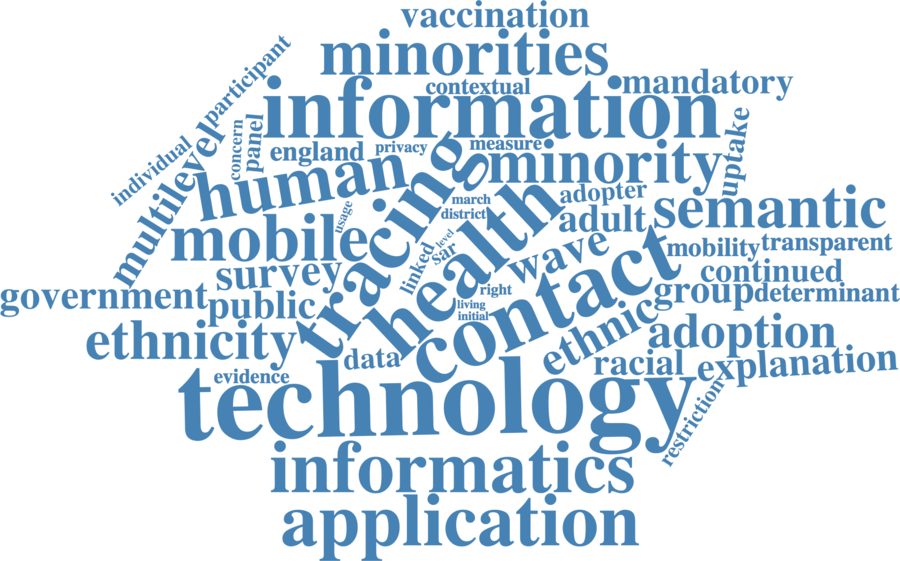 vaccination
minorities
participant
contextual
mandatory
information
concern
panel
england
privacy
measure
minority
uptake
individual
multilevel
human
tracing
march
district
adopter
adult
semantic
usage
mobile
level
linked
sar
health
wave
mobility
transparent
survey
continued
government
public
right
living
initial
contact
group
determinant
ethnicity
data
ethnic
adoption
racial
explanation
evidence
technology
restriction
informatics
application